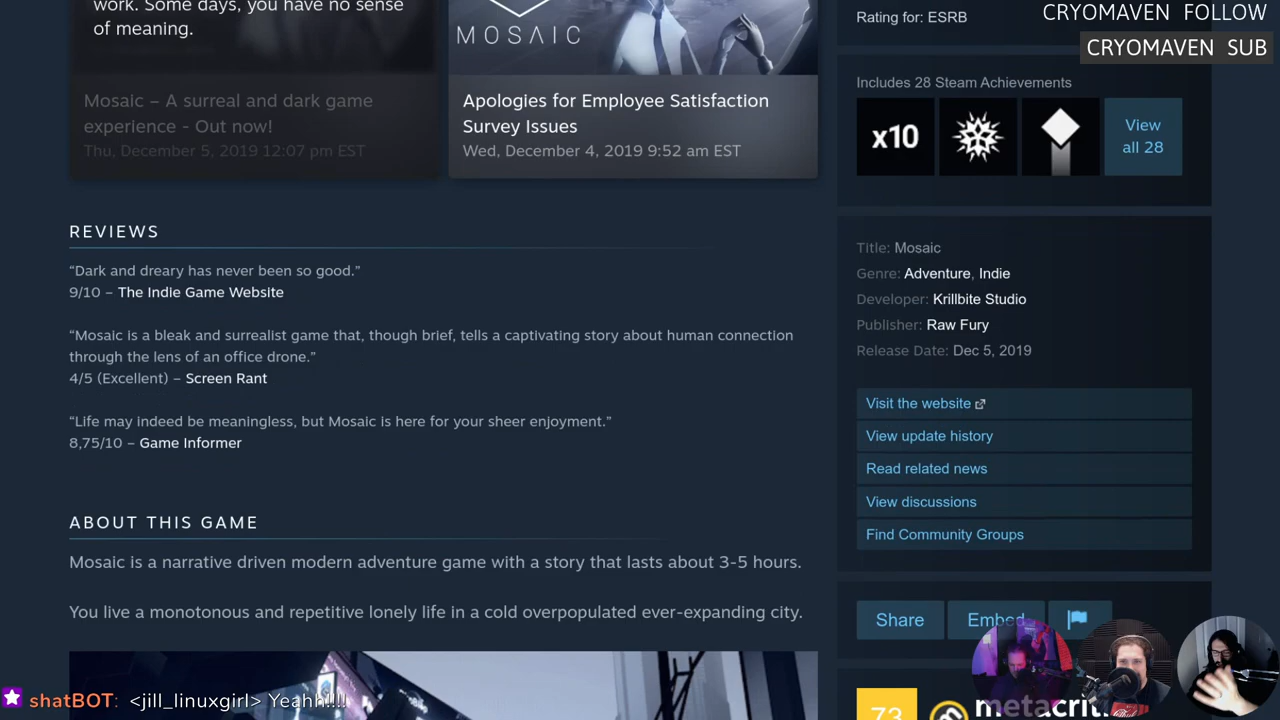 work. Some days, you have no sense
of meaning.
Mosaic – A surreal and dark game
experience - Out now!
Thu, December 5, 2019 12:07 pm EST
MOSAIC
Apologies for Employee Satisfaction
Survey Issues
Wed, December 4, 2019 9:52 am EST
REVIEWS
“Dark and dreary has never been so good.”
9/10 – The Indie Game Website
“Mosaic is a bleak and surrealist game that, though brief, tells a captivating story about human connection
through the lens of an office drone.”
4/5 (Excellent) – Screen Rant
“Life may indeed be meaningless, but Mosaic is here for your sheer enjoyment.”
8,75/10 – Game Informer
ABOUT THIS GAME
Mosaic is a narrative driven modern adventure game with a story that lasts about 3-5 hours.
You live a monotonous and repetitive lonely life in a cold overpopulated ever-expanding city.
shatBOT: <jill_linuxgirl> Yeahh!!!!
Rating for: ESRB
CRYOMAVEN FOLLOW
CRYOMAVEN SUB
Includes 28 Steam Achievements
x10
View
all 28
Title: Mosaic
Genre: Adventure, Indie
Developer: Krillbite Studio
Publisher: Raw Fury
Release Date: Dec 5, 2019
Visit the website
View update history
Read related news
View discussions
Find Community Groups
Share
Embed
73
metacriti